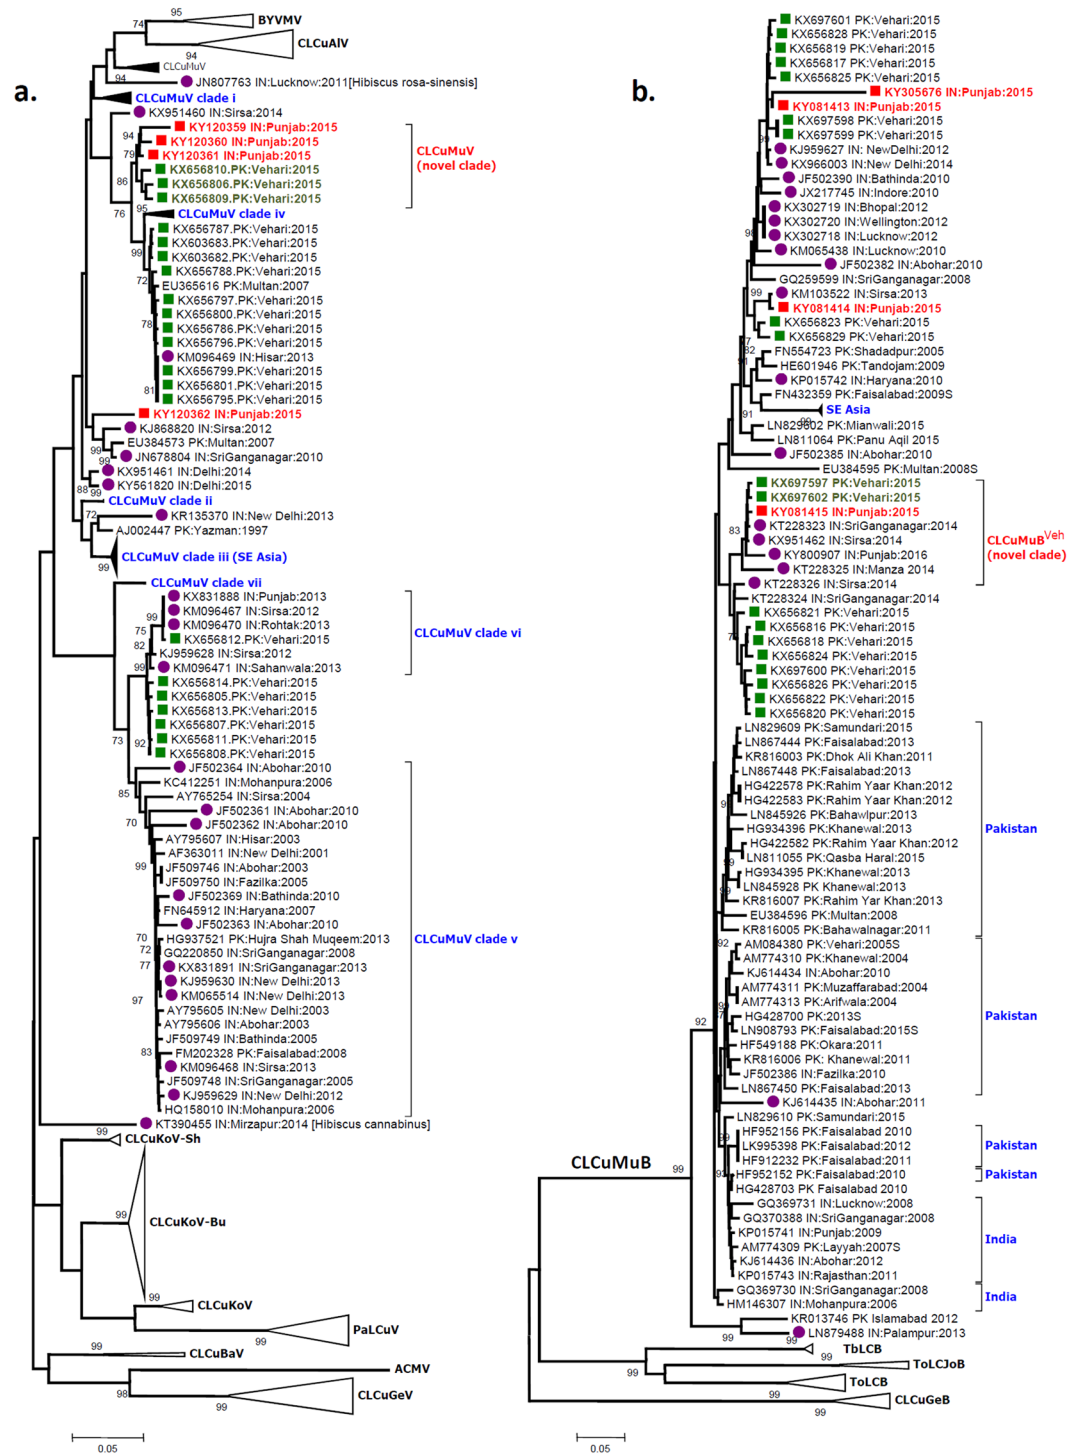 a.
95
BYVMV
74
CLCuAlV
94
CLCuMuV
94
JN807763 IN:Lucknow:2011[Hibiscus rosa-sinensis]
CLCuMuV clade i
KX951460 IN:Sirsa:2014
KY120359 IN:Punjab:2015
94
KY120360 IN:Punjab:2015
79
KY120361 IN:Punjab:2015
CLCuMuV
(novel clade)
KX656810.PK:Vehari:2015
86
KX656806.PK:Vehari:2015
KX656809.PK:Vehari:2015
95
76
CLCuMuV clade iv
KX656787.PK:Vehari:2015
KX603683.PK:Vehari:2015
99
KX603682.PK:Vehari:2015
KX656788.PK:Vehari:2015
72
EU365616 PK:Multan:2007
KX656797.PK:Vehari:2015
KX656800.PK:Vehari:2015
78
KX656786.PK:Vehari:2015
KX656796.PK:Vehari:2015
KM096469 IN:Hisar:2013
KX656799.PK:Vehari:2015
81
KX656801.PK:Vehari:2015
KX656795.PK:Vehari:2015
KY120362 IN:Punjab:2015
KJ868820 IN:Sirsa:2012
EU384573 PK:Multan:2007
99
JN678804 IN:SriGanganar:2010
99
KX951461 IN:Delhi:2014
KY561820 IN:Delhi:2015
88
99
CLCuMuV clade ii
72
KR135370 IN:New Delhi:2013
AJ002447 PK:Yazman:1997
CLCuMuV clade iii (SE Asia)
99
CLCuMuV clade vii
KX831888 IN:Punjab:2013
KM096467 IN:Sirsa:2012
99
KM096470 IN:Rohtak:2013
75
KX656812.PK:Vehari:2015
CLCuMuV clade vi
82
KJ959628 IN:Sirsa:2012
99
KM096471 IN:Sahanwala:2013
KX656814.PK:Vehari:2015
KX656805.PK:Vehari:2015
KX656813.PK:Vehari:2015
KX656807.PK:Vehari:2015
73
92
KX656811.PK:Vehari:2015
KX656808.PK:Vehari:2015
JF502364 IN:Abohar:2010
KC412251 IN:Mohanpura:2006
85
AY765254 IN:Sirsa:2004
JF502361 IN:Abohar:2010
70
JF502362 IN:Abohar:2010
AY795607 IN:Hisar:2003
AF363011 IN:New Delhi:2001
99
JF509746 IN:Abohar:2003
JF509750 IN:Fazilka:2005
JF502369 IN:Bathinda:2010
FN645912 IN:Haryana:2007
JF502363 IN:Abohar:2010
70
HG937521 PK:Hujra Shah Muqeem:2013
CLCuMuV clade v
72
GQ220850 IN:SriGanganagar:2008
77
KX831891 IN:SriGanganagar:2013
KJ959630 IN:New Delhi:2013
KM065514 IN:New Delhi:2013
97
AY795605 IN:New Delhi:2003
AY795606 IN:Abohar:2003
JF509749 IN:Bathinda:2005
83
FM202328 PK:Faisalabad:2008
KM096468 IN:Sirsa:2013
JF509748 IN:SriGanganagar:2005
KJ959629 IN:New Delhi:2012
HQ158010 IN:Mohanpura:2006
KT390455 IN:Mirzapur:2014 [Hibiscus cannabinus]
99
CLCuKoV-Sh
99
CLCuKoV-Bu
99
CLCuKoV
PaLCuV
99
99
CLCuBaV
ACMV
98
CLCuGeV
99
0.05
b.
KX697601 PK:Vehari:2015
KX656828 PK:Vehari:2015
KX656819 PK:Vehari:2015
KX656817 PK:Vehari:2015
KX656825 PK:Vehari:2015
KY305676 IN:Punjab:2015
KY081413 IN:Punjab:2015
KX697598 PK:Vehari:2015
99
KX697599 PK:Vehari:2015
KJ959627 IN: NewDelhi:2012
KX966003 IN:NewDelhi:2014
JF502390 IN:Bathinda:2010
JX217745 IN:Indore:2010
KX302719 IN:Bhopal:2012
KX302720 IN:Wellington:2012
98
KX302718 IN:Lucknow:2012
KM065438 IN:Lucknow:2010
JF502382 IN:Abohar:2010
GQ259599 IN:SriGanganagar:2008
99
KM103522 IN:Sirsa:2013
KY081414 IN:Punjab:2015
KX656823 PK:Vehari:2015
KX656829 PK:Vehari:2015
77
82
FN554723 PK:Shadadpur:2005
91
HE601946 PK:Tandojam:2009
KP015742 IN:Haryana:2010
FN432359 PK:Faisalabad:2009S
91
SE Asia
99
LN829602 PK:Mianwali:2015
LN811064 PK:Panu Aqil 2015
JF502385 IN:Abohar:2010
EU384595 PK:Multan:2008S
KX697597 PK:Vehari:2015
KX697602 PK:Vehari:2015
KY081415 IN:Punjab:2015
83
KT228323 IN:SriGanganagar:2014
CLCuMuB Veh
KX951462 IN:Sirsa:2014
(novel clade)
KY800907 IN:Punjab:2016
KT228325 IN:Manza 2014
KT228326 IN:Sirsa:2014
KT228324 IN:SriGanganagar:2014
KX656821 PK:Vehari:2015
KX656816 PK:Vehari:2015
KX656818 PK:Vehari:2015
KX656824 PK:Vehari:2015
KX697600 PK:Vehari:2015
KX656826 PK:Vehari:2015
KX656822 PK:Vehari:2015
KX656820 PK:Vehari:2015
LN829609 PK:Samundari:2015
LN867444 PK:Faisalabad:2013
KR816003 PK:Dhok Ali Khan:2011
LN867448 PK:Faisalabad:2013
HG422578 PK:Rahim Yaar Khan:2012
HG422583 PK:Rahim Yaar Khan:2012
LN845926 PK:Bahawlpur:2013
HG934396 PK:Khanewal:2013
Pakistan
HG422582 PK:Rahim Yaar Khan:2012
LN811055 PK:Qasba Haral:2015
99
HG934395 PK:Khanewal:2013
LN845928 PK Khanewal:2013
99
KR816007 PK:Rahim Yar Khan:2013
EU384596 PK:Multan:2008
KR816005 PK:Bahawalnagar:2011
92
AM084380 PK:Vehari:2005S
AM774310 PK:Khanewal:2004
KJ614434 IN:Abohar:2010
AM774311 PK:Muzaffarabad:2004
AM774313 PK:Arifwala:2004
Pakistan
HG428700 PK:2013S
92
LN908793 PK:Faisalabad:2015S
HF549188 PK:Okara:2011
KR816006 PK: Khanewal:2011
JF502386 IN:Fazilka:2010
LN867450 PK:Faisalabad:2013
KJ614435 IN:Abohar:2011
LN829610 PK:Samundari:2015
HF952156 PK:Faisalabad 2010
99
LK995398 PK:Faisalabad:2012
Pakistan
HF912232 PK:Faisalabad:2011
CLCuMuB
99
HF952152 PK:Faisalabad:2010
Pakistan
HG428703 PK Faisalabad 2010
GQ369731 IN:Lucknow:2008
GQ370388 IN:SriGanganagar:2008
KP015741 IN:Punjab:2009
India
AM774309 PK:Layyah:2007S
KJ614436 IN:Abohar:2012
KP015743 IN:Rajasthan:2011
GQ369730 IN:SriGanganagar:2008
India
HM146307 IN:Mohanpura:2006
KR013746 PK Islamabad 2012
LN879488 IN:Palampur:2013
99
99
TbLCB
99
ToLCJoB
99
ToLCB
99
CLCuGeB
99
0.05